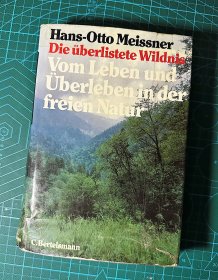 Hans-Otto Meissner
Die überlistete Wildnis
Vom Leben und
Überleben in der
freien Natur
C. Bertelsmann